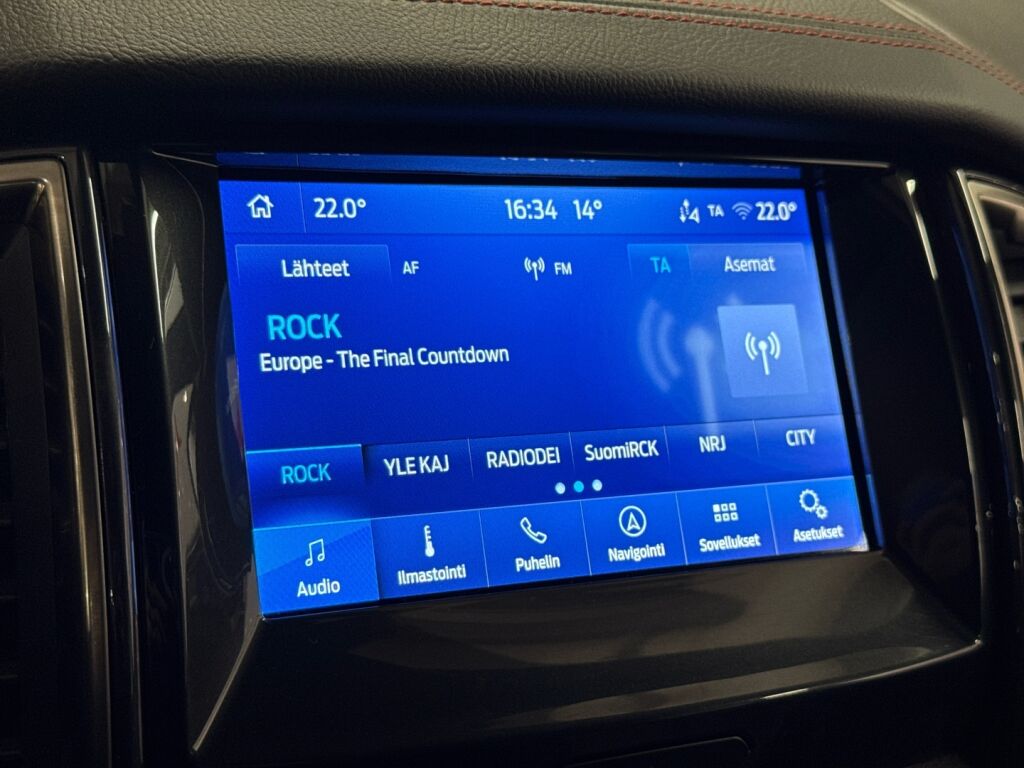 22.0° 16:34 14° TA 22.0°
Lähteet AF FM TA Asemat
ROCK
Europe - The Final Countdown
ROCK YLE KAJ RADIODEI SuomiRCK NRJ CITY
Audio Ilmastointi Puhelin Navigointi Sovellukset Asetukset